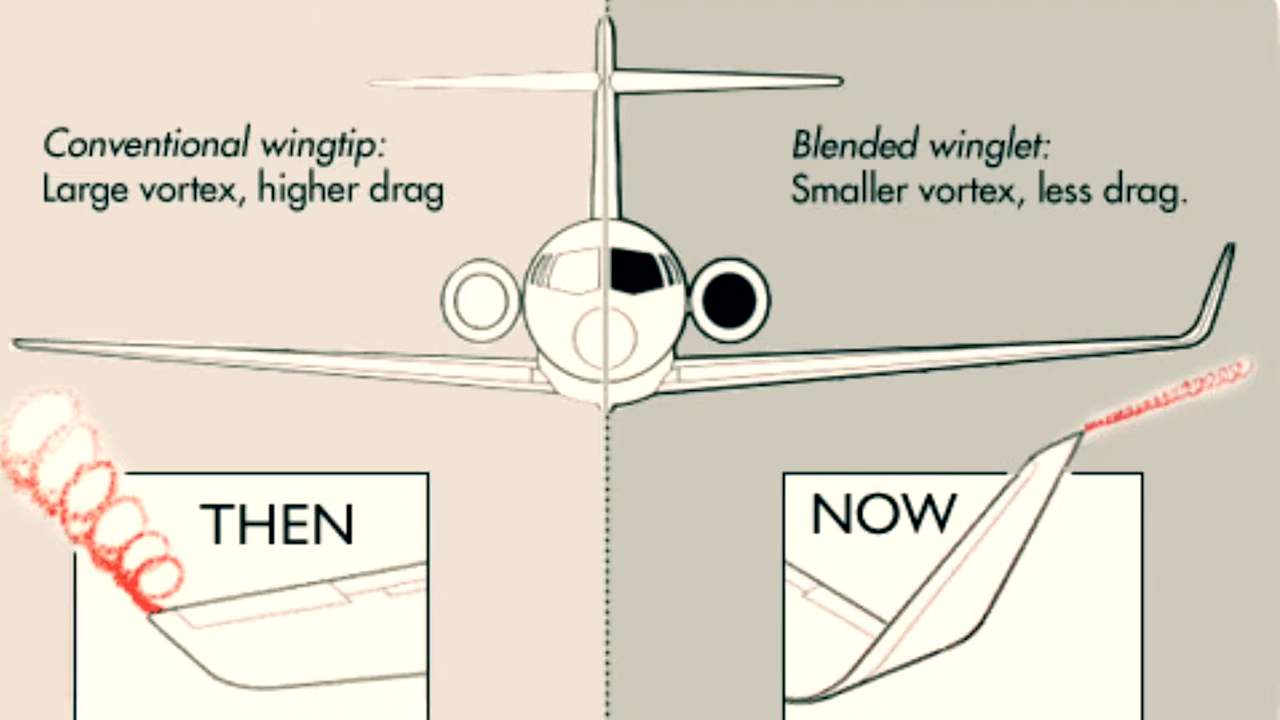 Conventional wingtip:
Large vortex, higher drag
Blended winglet:
Smaller vortex, less drag.
THEN
NOW